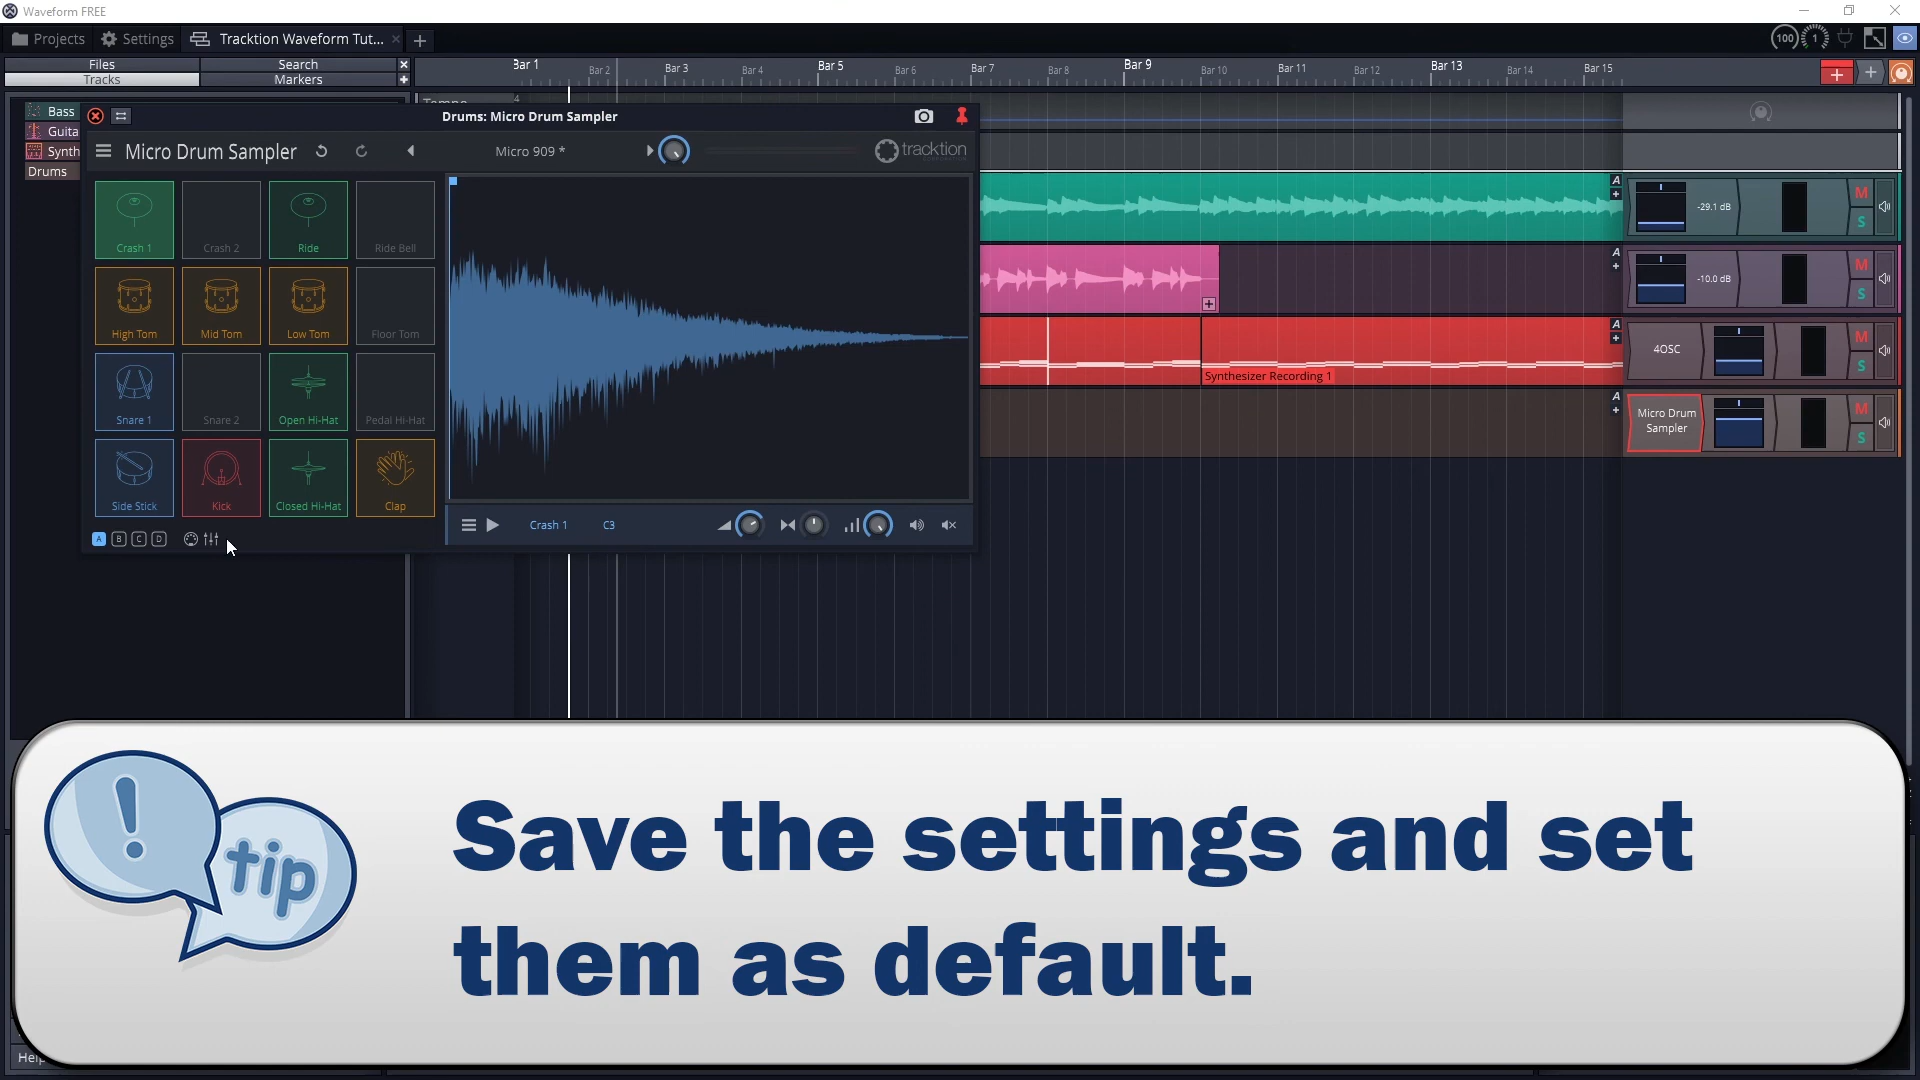 Waveform FREE
Projects
Settings
Tracktion Waveform Tut...
100
1
Files
Search
Tracks
Markers
Bar 1
Bar 2
Bar 3
Bar 4
Bar 5
Bar 6
Bar 7
Bar 8
Bar 9
Bar 10
Bar 11
Bar 12
Bar 13
Bar 14
Bar 15
Bass
Guita
Synth
Drums
Drums: Micro Drum Sampler
Micro Drum Sampler
Micro 909 *
tracktion
Crash 1
Crash 2
Ride
Ride Bell
High Tom
Mid Tom
Low Tom
Floor Tom
Snare 1
Snare 2
Open Hi-Hat
Pedal Hi-Hat
Side Stick
Kick
Closed Hi-Hat
Clap
A B C D
Crash 1
C3
A
-29.1 dB
M
S
A
-10.0 dB
M
S
A
4OSC
M
S
Synthesizer Recording 1
A
Micro Drum
Sampler
M
S
! tip
Save the settings and set
them as default.
Help